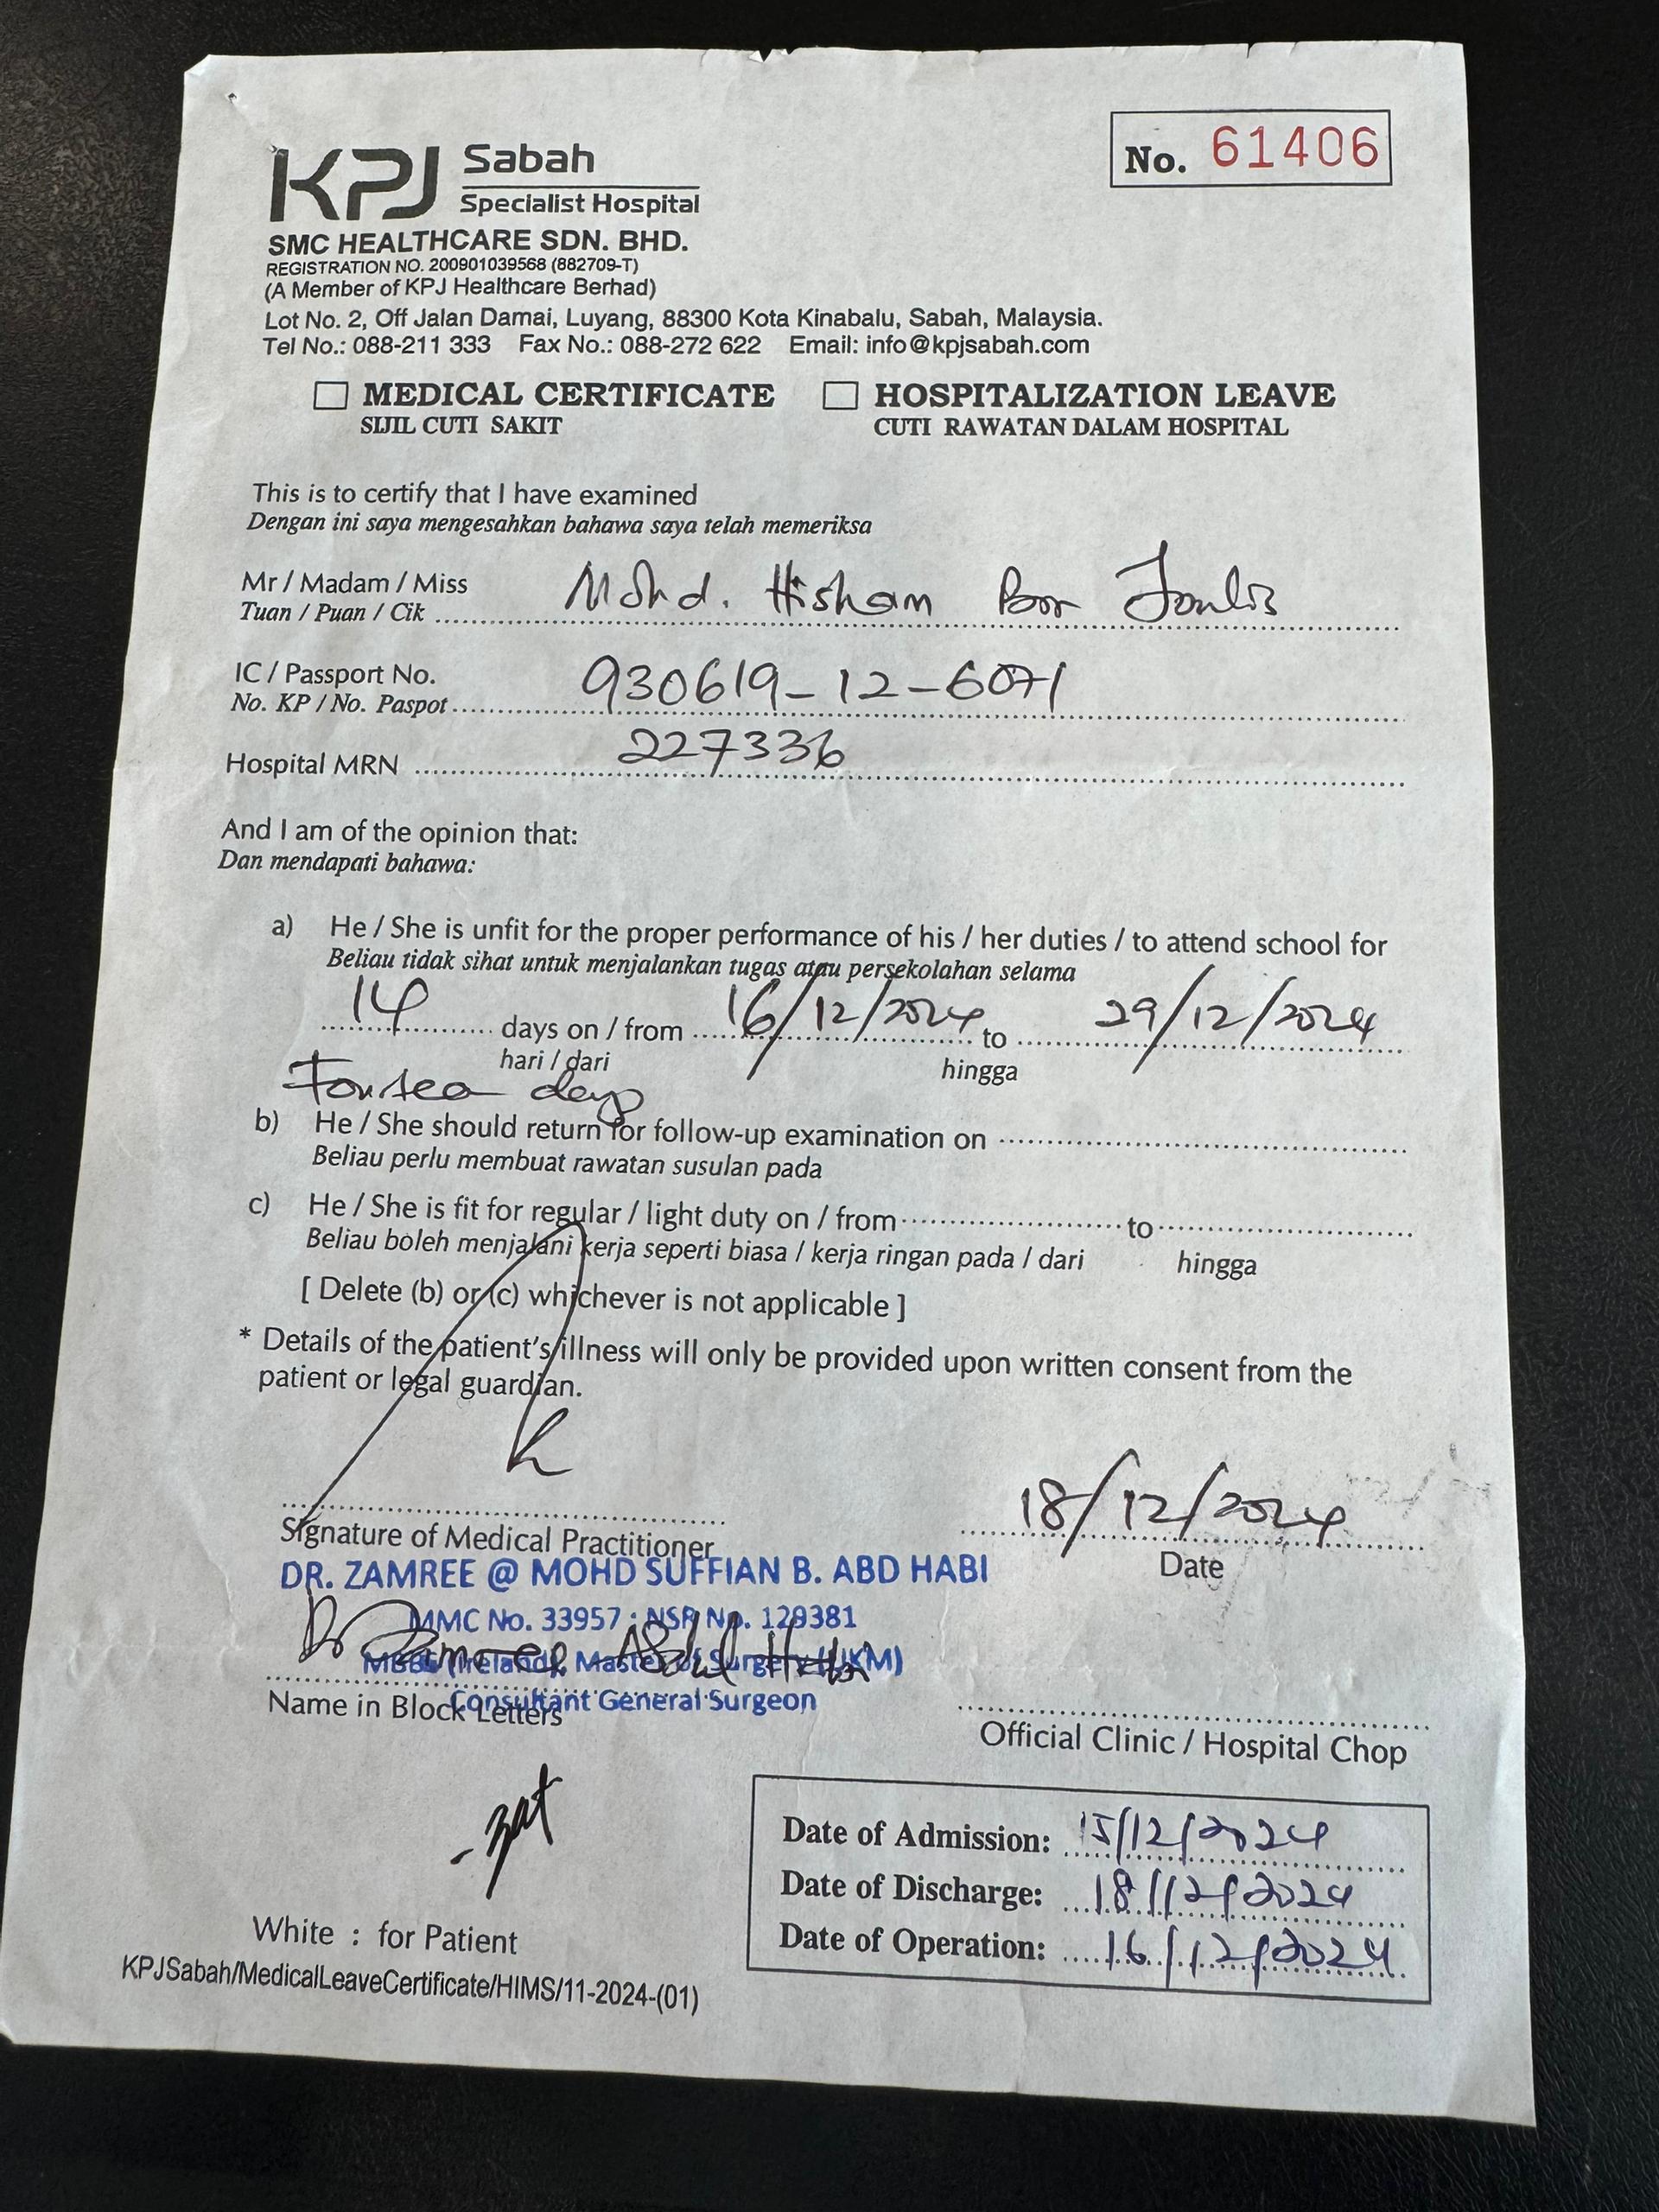 KPJ Sabah
Specialist Hospital
No. 61406
SMC HEALTHCARE SDN. BHD.
REGISTRATION NO. 200901039568 (882709-T)
(A Member of KPJ Healthcare Berhad)
Lot No. 2, Off Jalan Damai, Luyang, 88300 Kota Kinabalu, Sabah, Malaysia.
Tel No.: 088-211 333 Fax No.: 088-272 622 Email: info@kpjsabah.com
MEDICAL CERTIFICATE HOSPITALIZATION LEAVE
SIJIL CUTI SAKIT CUTI RAWATAN DALAM HOSPITAL
This is to certify that I have examined
Dengan ini saya mengesahkan bahawa saya telah memeriksa
Mr / Madam / Miss Mohd. Hisham
Tuan / Puan / Cik
IC / Passport No. 930619-12-6071
No. KP / No. Paspot
Hospital MRN 227336
And I am of the opinion that:
Dan mendapati bahawa:
a) He / She is unfit for the proper performance of his / her duties / to attend school for
Beliau tidak sihat untuk menjalankan tugas atau persekolahan selama
14 days on / from 16/12/2024 to 29/12/2024
hari / dari hingga
days
b) He / She should return for follow-up examination on
Beliau perlu membuat rawatan susulan pada
c) He / She is fit for regular / light duty on / from to
Beliau boleh menjalani kerja seperti biasa / kerja ringan pada / dari hingga
[ Delete (b) or (c) whichever is not applicable ]
* Details of the patient's illness will only be provided upon written consent from the
patient or legal guardian.
18/12/2024
Signature of Medical Practitioner
Date
DR. ZAMREE @ MOHD SUFFIAN B. ABD HABI
MMC No. 33957 : NSR No. 129381
MBBS (Ireland), Master of Surgery (UKM)
Dr Zamree Abdul
Consultant General Surgeon
Name in Block Letters
Official Clinic / Hospital Chop
Date of Admission: 15/12/2024
Date of Discharge: 18/12/2024
Date of Operation: 16/12/2024
White : for Patient
KPJSabah/MedicalLeaveCertificate/HIMS/11-2024-(01)